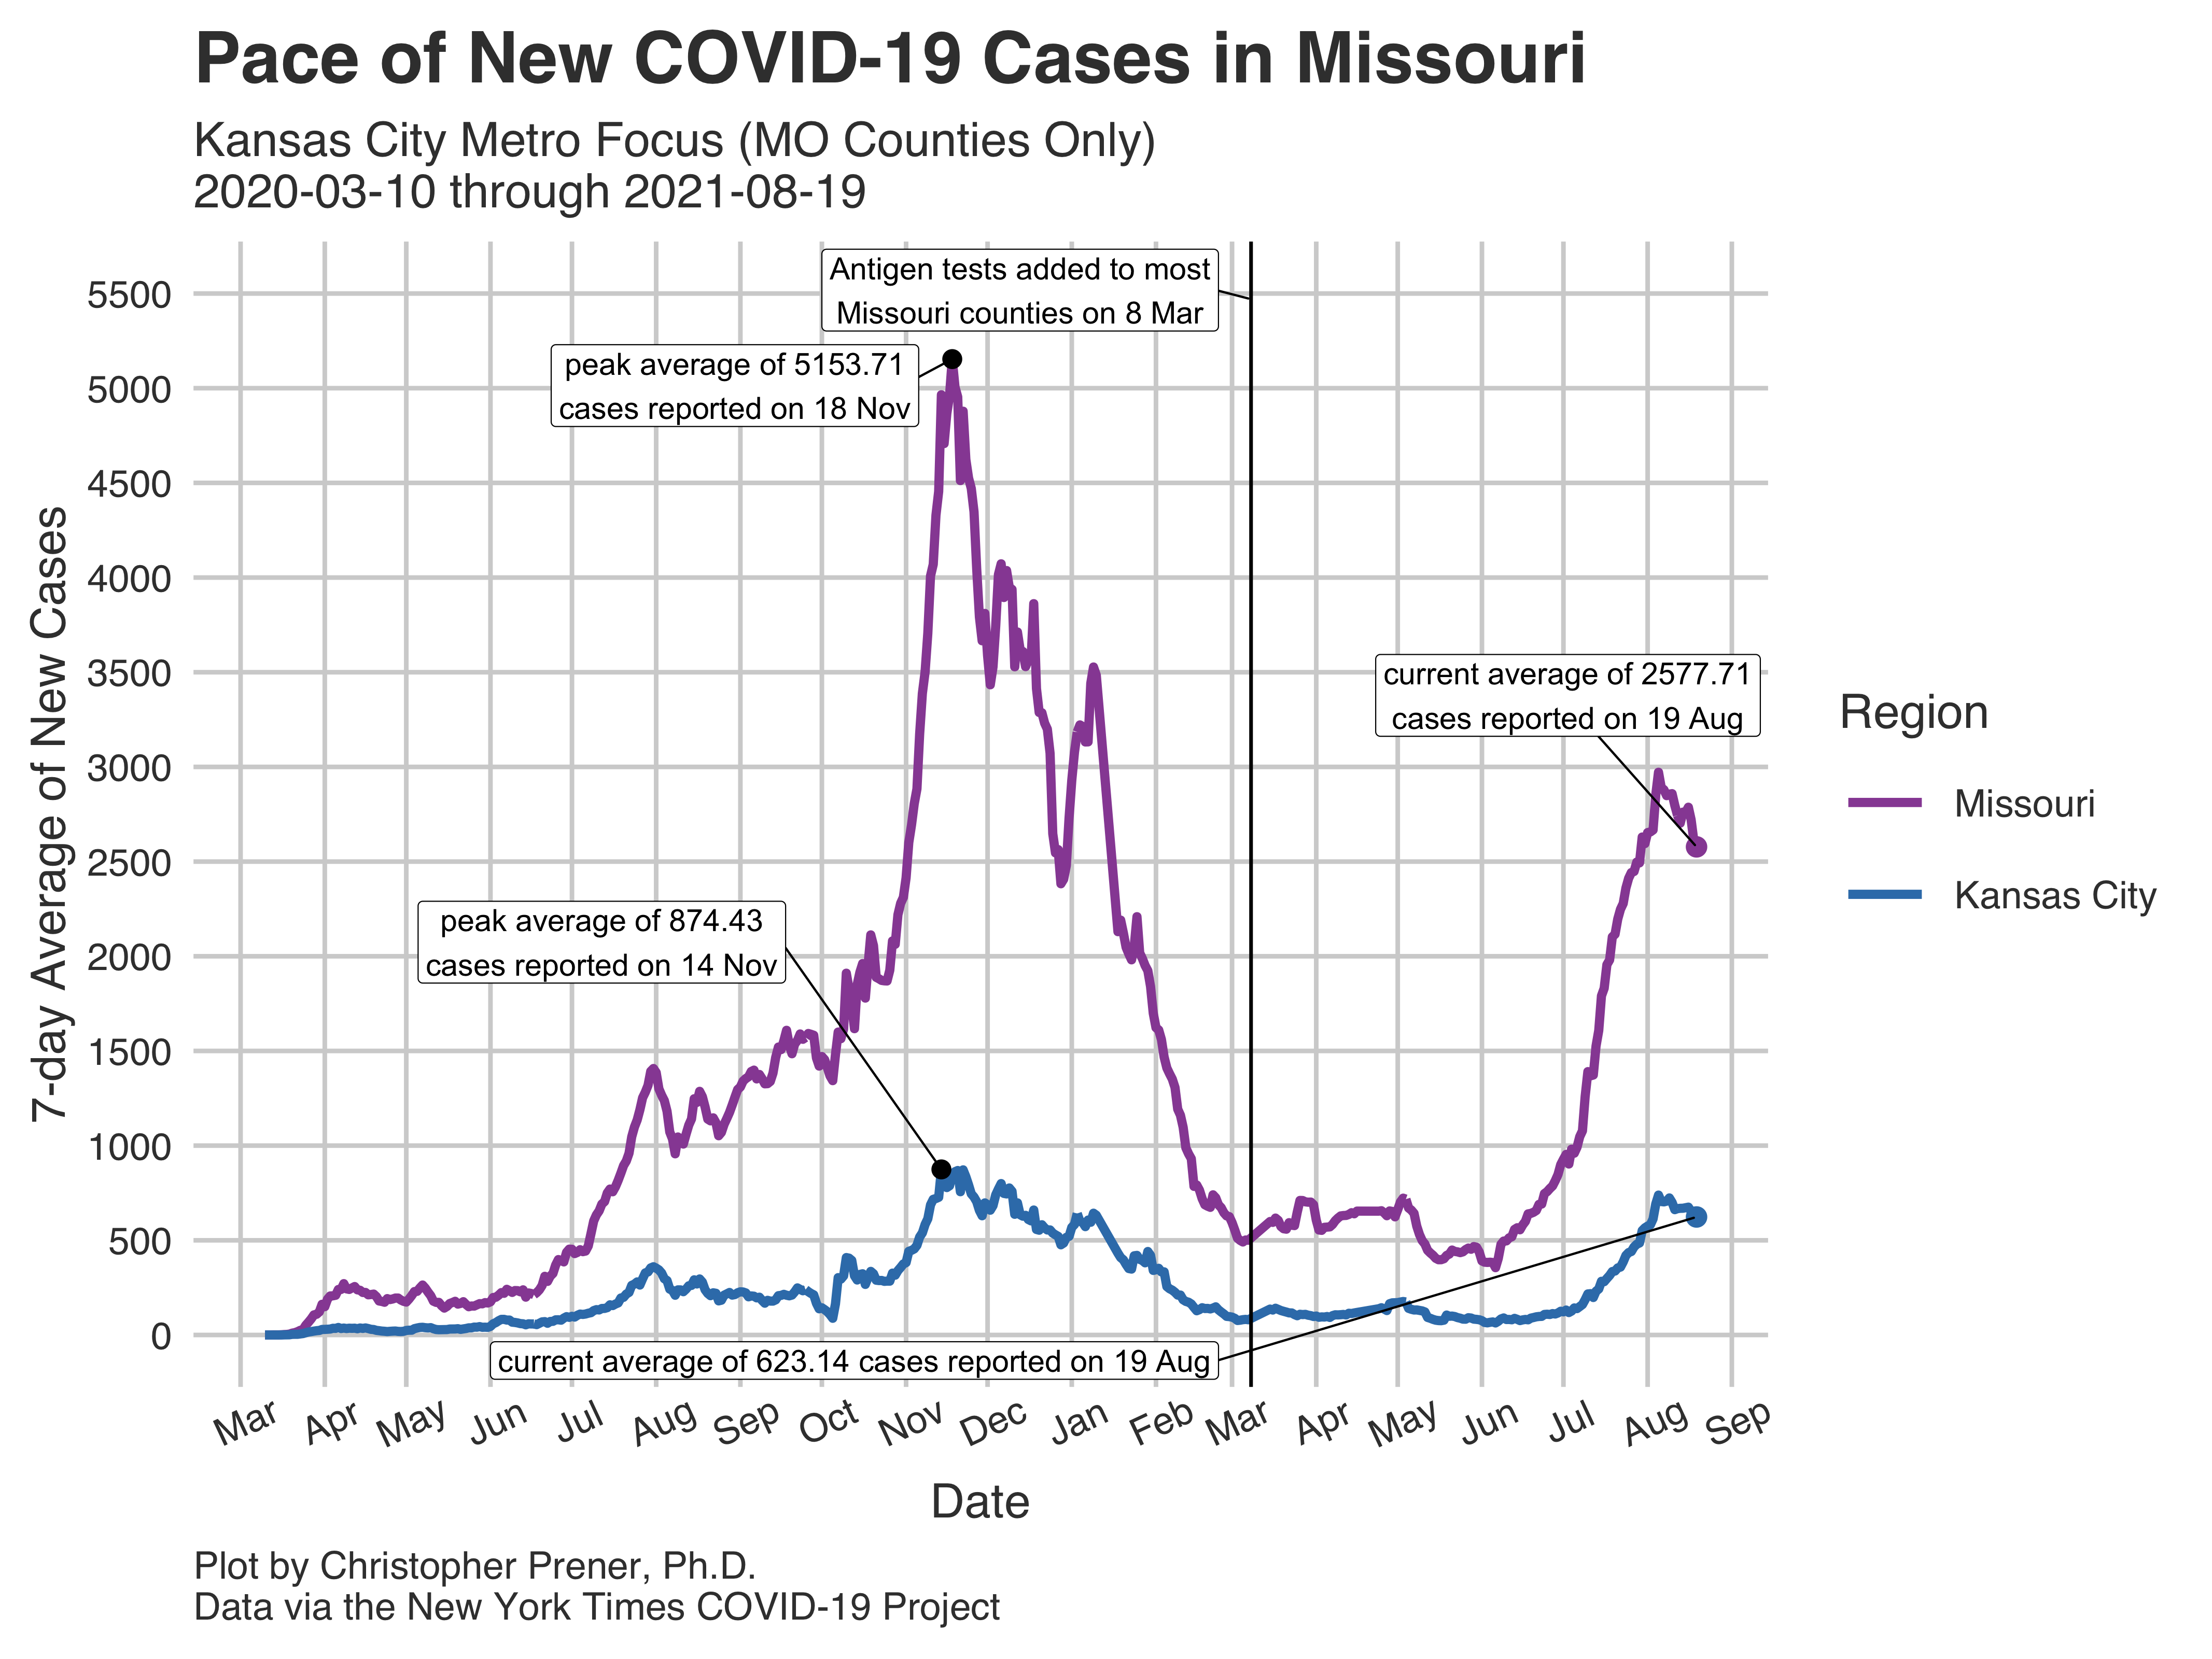 Pace of New COVID-19 Cases in Missouri
Kansas City Metro Focus (MO Counties Only)
2020-03-10 through 2021-08-19
Antigen tests added to most
Missouri counties on 8 Mar
peak average of 5153.71
cases reported on 18 Nov
current average of 2577.71
cases reported on 19 Aug
peak average of 874.43
cases reported on 14 Nov
current average of 623.14 cases reported on 19 Aug
7-day Average of New Cases
5500
5000
4500
4000
3500
3000
2500
2000
1500
1000
500
0
Mar Apr May Jun Jul Aug Sep Oct Nov Dec Jan Feb Mar Apr May Jun Jul Aug Sep
Date
Region
Missouri
Kansas City
Plot by Christopher Prener, Ph.D.
Data via the New York Times COVID-19 Project